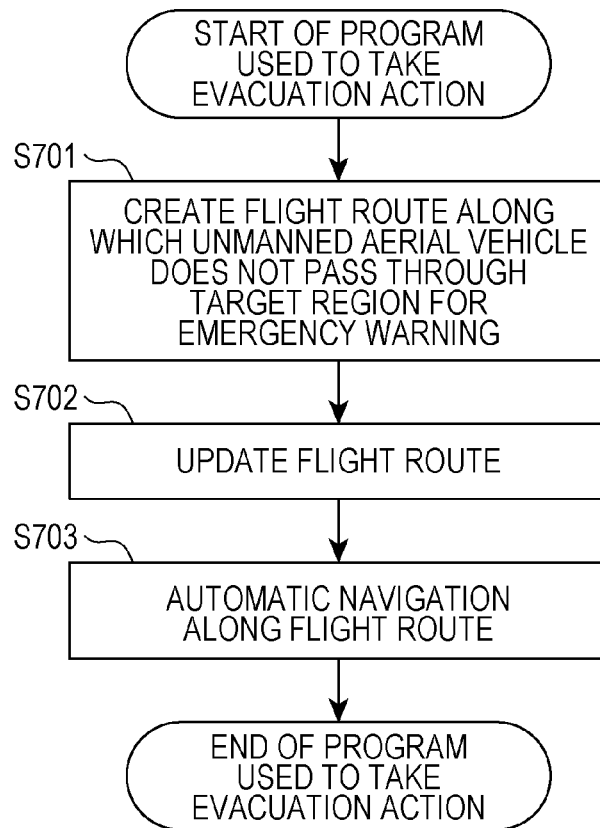 START OF PROGRAM
USED TO TAKE
EVACUATION ACTION
S701
CREATE FLIGHT ROUTE ALONG
WHICH UNMANNED AERIAL VEHICLE
DOES NOT PASS THROUGH
TARGET REGION FOR
EMERGENCY WARNING
S702
UPDATE FLIGHT ROUTE
S703
AUTOMATIC NAVIGATION
ALONG FLIGHT ROUTE
END OF PROGRAM
USED TO TAKE
EVACUATION ACTION